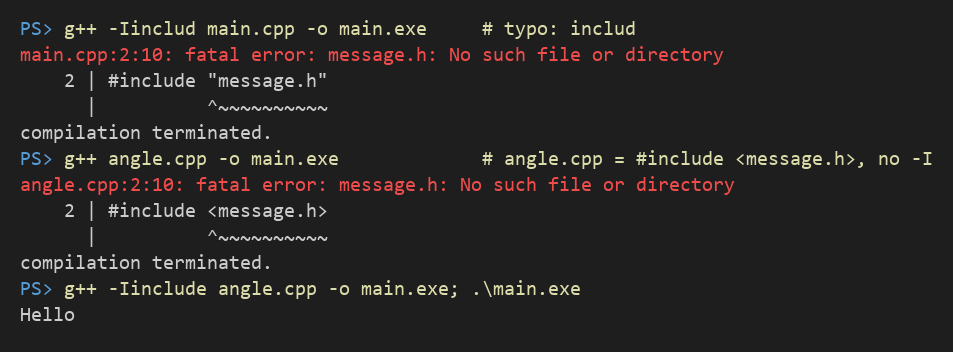 PS> g++ -Iinclud main.cpp -o main.exe     # typo: includ
main.cpp:2:10: fatal error: message.h: No such file or directory
    2 | #include "message.h"
      |          ^~~~~~~~~~~
compilation terminated.
PS> g++ angle.cpp -o main.exe             # angle.cpp = #include <message.h>, no -I
angle.cpp:2:10: fatal error: message.h: No such file or directory
    2 | #include <message.h>
      |          ^~~~~~~~~~~
compilation terminated.
PS> g++ -Iinclude angle.cpp -o main.exe; .\main.exe
Hello